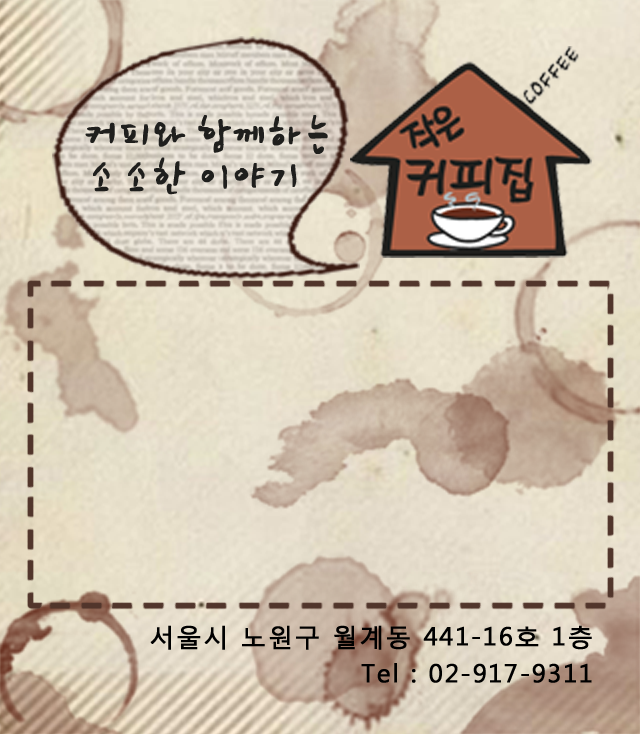 커피와 함께하는
소소한 이야기
COFFEE
작은
커피집
서울시 노원구 월계동 441-16호 1층
Tel : 02-917-9311